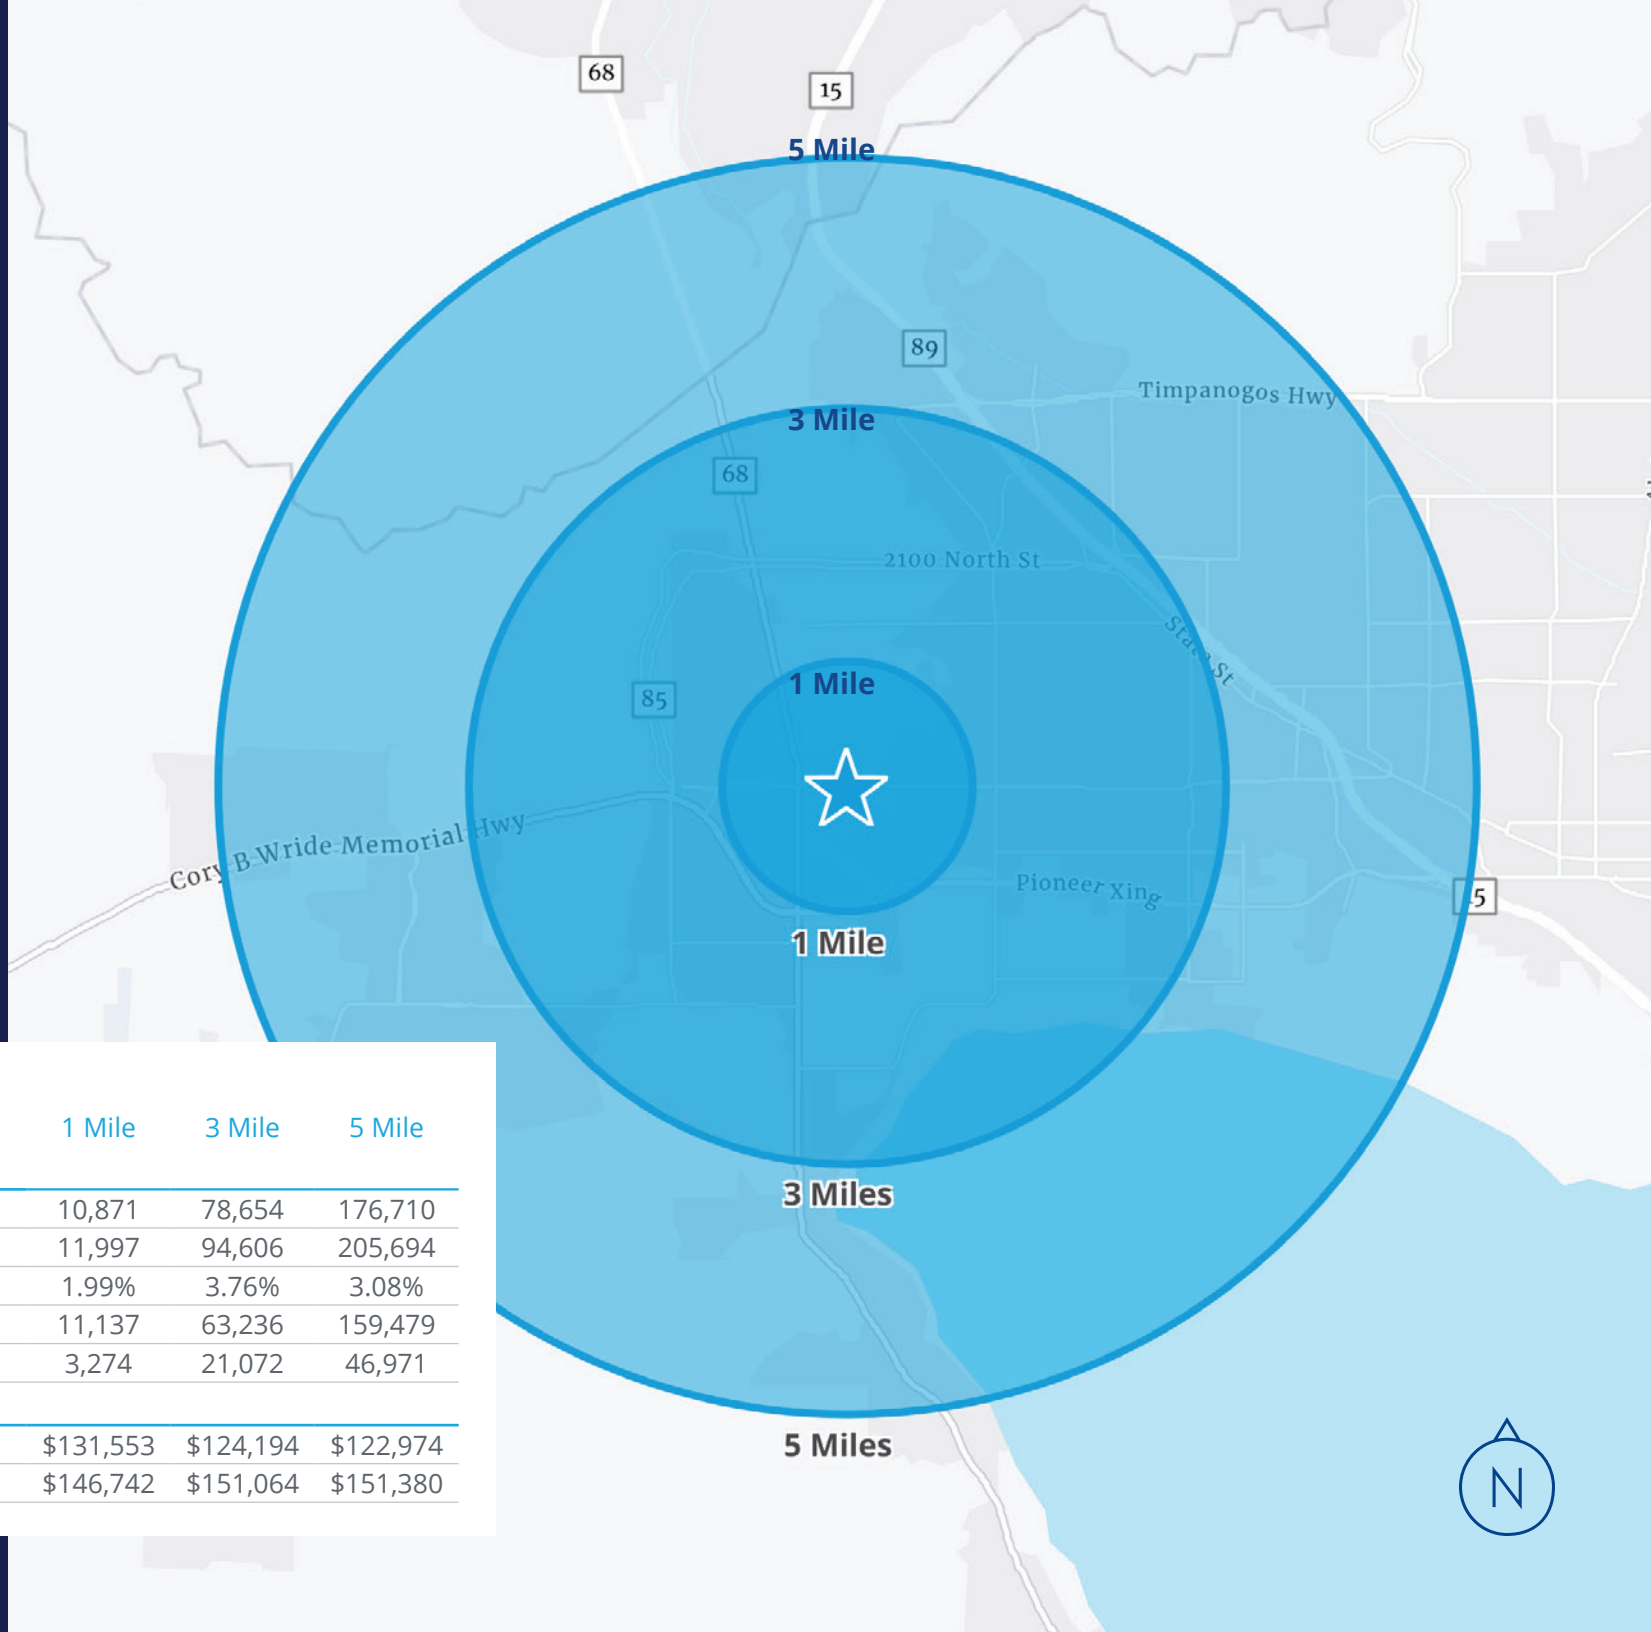 68
15
5 Mile
89
Timpanogos Hwy
3 Mile
68
2100 North St
State St
1 Mile
85
Cory B Wride Memorial Hwy
Pioneer Xing
1 Mile
3 Miles
5 Miles
1 Mile 3 Mile 5 Mile
10,871 78,654 176,710
11,997 94,606 205,694
1.99% 3.76% 3.08%
11,137 63,236 159,479
3,274 21,072 46,971
$131,553 $124,194 $122,974
$146,742 $151,064 $151,380
N